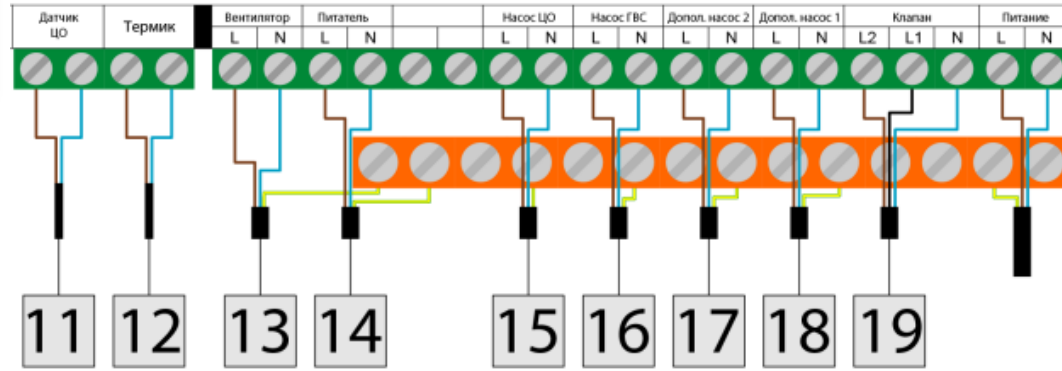 Датчик
ЦО
Термик
Вентилятор
L N
Питатель
L N
Насос ЦО
L N
Насос ГВС
L N
Допол. насос 2
L N
Допол. насос 1
L N
Клапан
L2 L1 N
Питание
L N
11 12 13 14 15 16 17 18 19